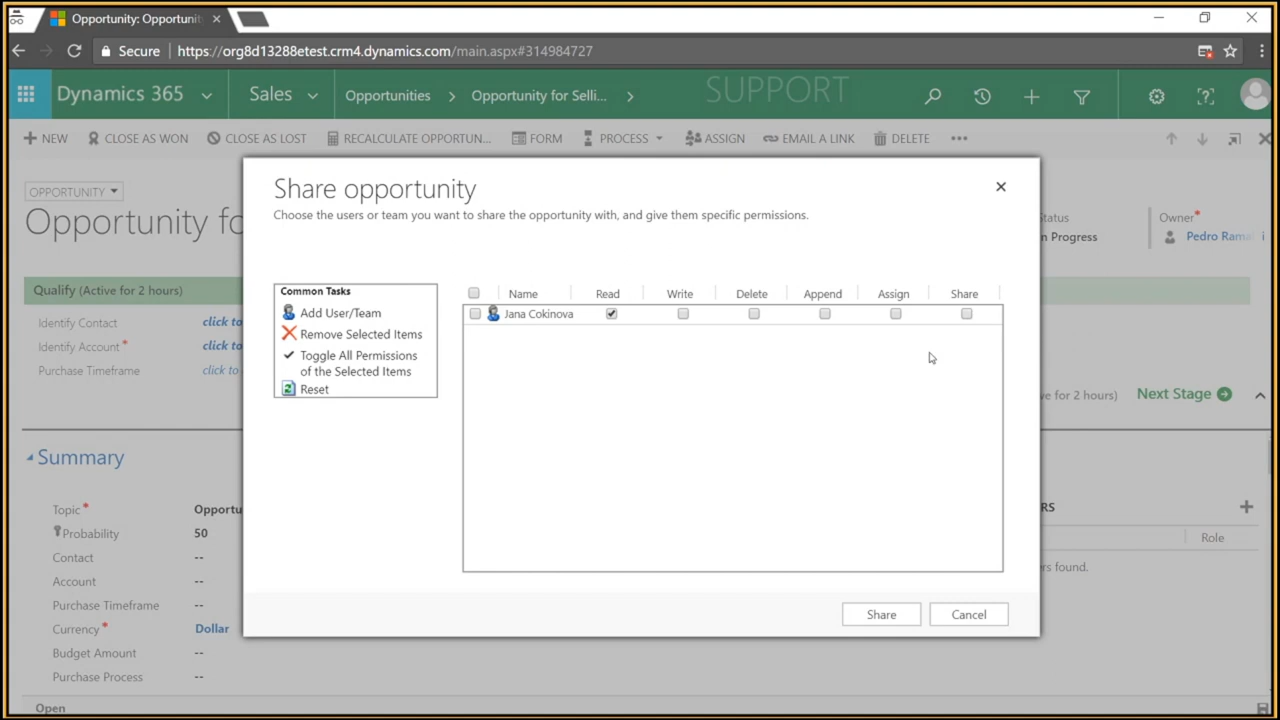 Opportunity: Opportuni
Secure | https://org8d13288etest.crm4.dynamics.com/main.aspx#314984727
Dynamics 365 Sales Opportunities > Opportunity for Selli... > SUPPORT
NEW CLOSE AS WON CLOSE AS LOST RECALCULATE OPPORTUN... FORM PROCESS ASSIGN EMAIL A LINK DELETE •••
OPPORTUNITY
Opportunity fo
Status
Owner*
n Progress
Pedro Rama
Share opportunity
Choose the users or team you want to share the opportunity with, and give them specific permissions.
Qualify (Active for 2 hours)
Identify Contact click to
Identify Account * click to
Purchase Timeframe click to
Common Tasks
Add User/Team
Remove Selected Items
Toggle All Permissions
of the Selected Items
Reset
Name Read Write Delete Append Assign Share
Jana Cokinova
ve for 2 hours) Next Stage
Summary
Topic* Opportu
Probability 50
Contact --
Account --
Purchase Timeframe --
Currency* Dollar
Budget Amount --
Purchase Process --
RS
Role
rs found.
Share Cancel
Open